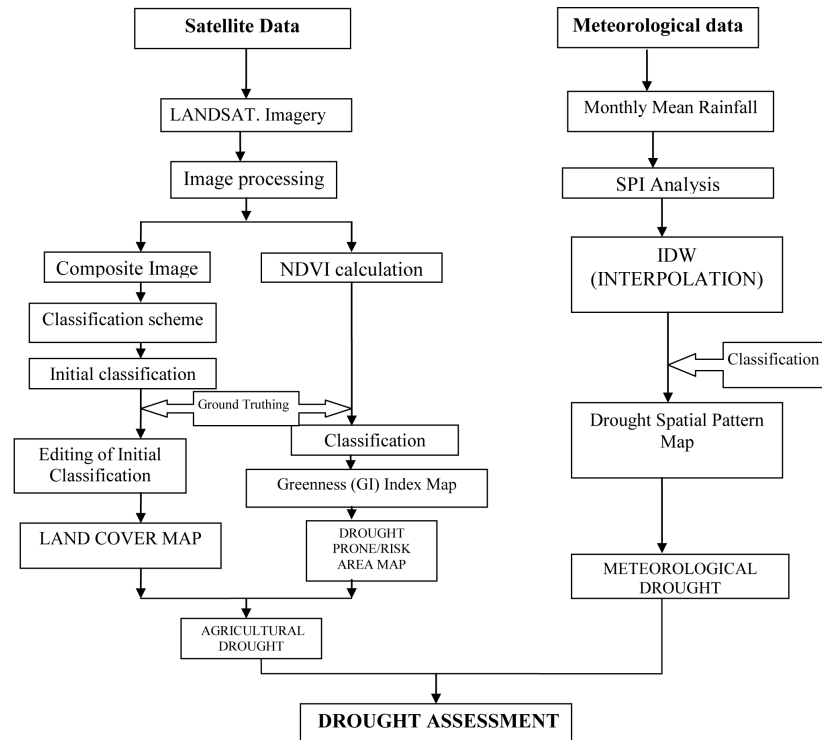 Satellite Data
LANDSAT. Imagery
Image processing
Composite Image
NDVI calculation
Classification scheme
Initial classification
Ground Truthing
Classification
Editing of Initial
Classification
Greenness (GI) Index Map
LAND COVER MAP
DROUGHT
PRONE/RISK
AREA MAP
AGRICULTURAL
DROUGHT
Meteorological data
Monthly Mean Rainfall
SPI Analysis
IDW
(INTERPOLATION)
Classification
Drought Spatial Pattern
Map
METEOROLOGICAL
DROUGHT
DROUGHT ASSESSMENT